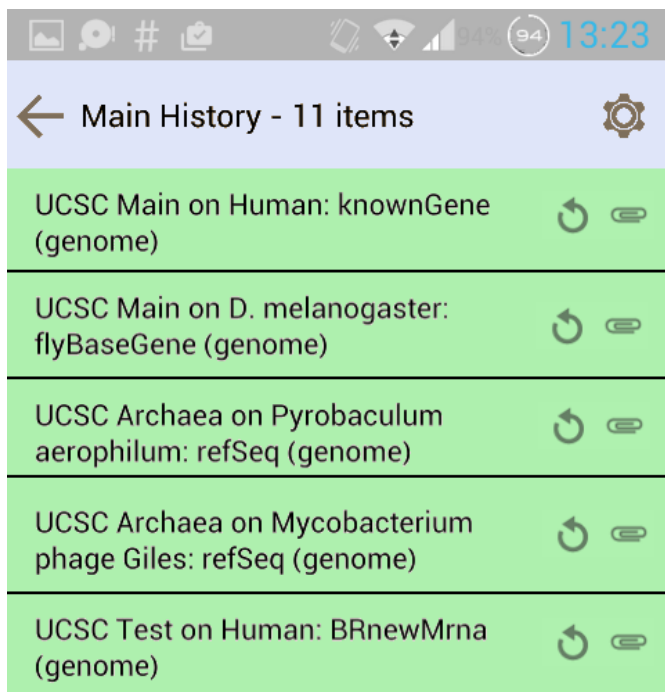 # 94% 94 13:23
Main History - 11 items
UCSC Main on Human: knownGene
(genome)
UCSC Main on D. melanogaster:
flyBaseGene (genome)
UCSC Archaea on Pyrobaculum
aerophilum: refSeq (genome)
UCSC Archaea on Mycobacterium
phage Giles: refSeq (genome)
UCSC Test on Human: BRnewMrna
(genome)